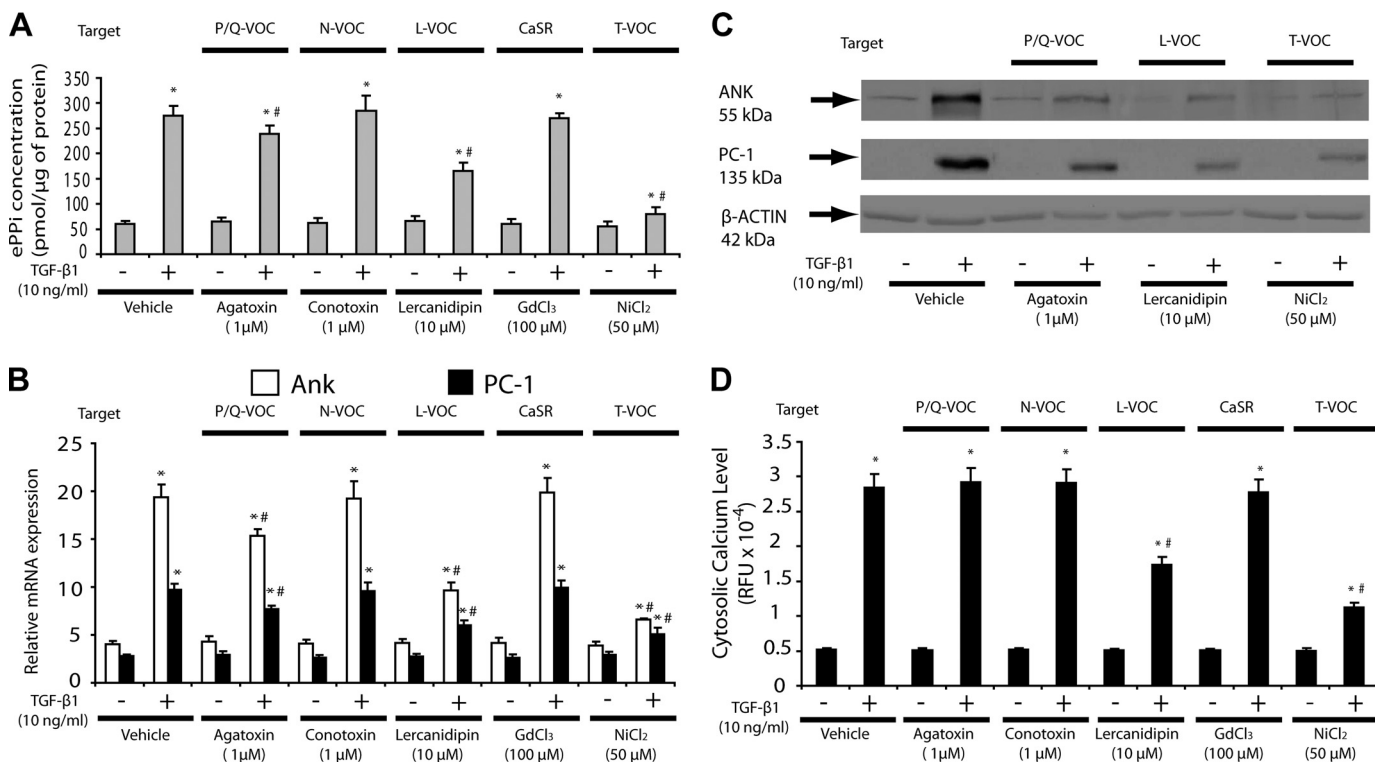 A
Target
P/Q-VOC
N-VOC
L-VOC
CaSR
T-VOC
ePPi concentration
(pmol/µg of protein)
350
300
250
200
150
100
50
0
*
* #
*
* #
*
* #
TGF-β1
(10 ng/ml)
- + - + - + - + - + - +
Vehicle
Agatoxin
( 1µM)
Conotoxin
(1 µM)
Lercanidipin
(10 µM)
GdCl₃
(100 µM)
NiCl₂
(50 µM)
B
Ank
PC-1
Target
P/Q-VOC
N-VOC
L-VOC
CaSR
T-VOC
Relative mRNA expression
25
20
15
10
5
0
*
*
* #
* #
*
*
* #
* #
*
*
* #
* #
TGF-β1
(10 ng/ml)
- + - + - + - + - + - +
Vehicle
Agatoxin
( 1µM)
Conotoxin
(1 µM)
Lercanidipin
(10 µM)
GdCl₃
(100 µM)
NiCl₂
(50 µM)
C
Target
P/Q-VOC
L-VOC
T-VOC
ANK
55 kDa
PC-1
135 kDa
β-ACTIN
42 kDa
TGF-β1
(10 ng/ml)
- + - + - + - +
Vehicle
Agatoxin
( 1µM)
Lercanidipin
(10 µM)
NiCl₂
(50 µM)
D
Target
P/Q-VOC
N-VOC
L-VOC
CaSR
T-VOC
Cytosolic Calcium Level
(RFU x 10⁻⁴)
3.5
3
2.5
2
1.5
1
0.5
0
*
*
*
* #
*
* #
TGF-β1
(10 ng/ml)
- + - + - + - + - + - +
Vehicle
Agatoxin
( 1µM)
Conotoxin
(1 µM)
Lercanidipin
(10 µM)
GdCl₃
(100 µM)
NiCl₂
(50 µM)